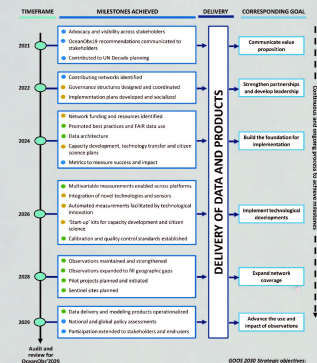 TIMEFRAME
MILESTONES ACHIEVED
DELIVERY
CORRESPONDING GOAL
2021
Advocacy and visibility across stakeholders
OceanObs19 recommendations communicated to
stakeholders
Contributed to UN Decade planning
Communicate value
proposition
2022
Contributing networks identified
Governance structures designed and coordinated
Implementation plans developed and socialized
Strengthen partnerships
and develop leadership
2024
Network funding and resources identified
Promoted best practices and FAIR data use
Data architecture
Capacity development, technology transfer and citizen
science plans
Metrics to measure success and impact
Build the foundation for
implementation
2026
Multivariable measurements enabled across platforms
Integration of novel technologies and sensors
Automated measurements facilitated by technological
innovation
'Start-up' kits for capacity development and citizen
science
Calibration and quality control standards established
Implement technological
developments
2028
Observations maintained and strengthened
Observations expanded to fill geographic gaps
Pilot projects planned and initiated
Sentinel sites planned
Expand network
coverage
2029
Data delivery and modeling products operationalized
National and global policy assessments
Participation extended to stakeholders and end-users
Advance the use and
impact of observations
DELIVERY OF DATA AND PRODUCTS
Continuous and ongoing process to achieve milestones
Audit and
review for
OceanObs'2029
GOOS 2030 Strategic objectives: